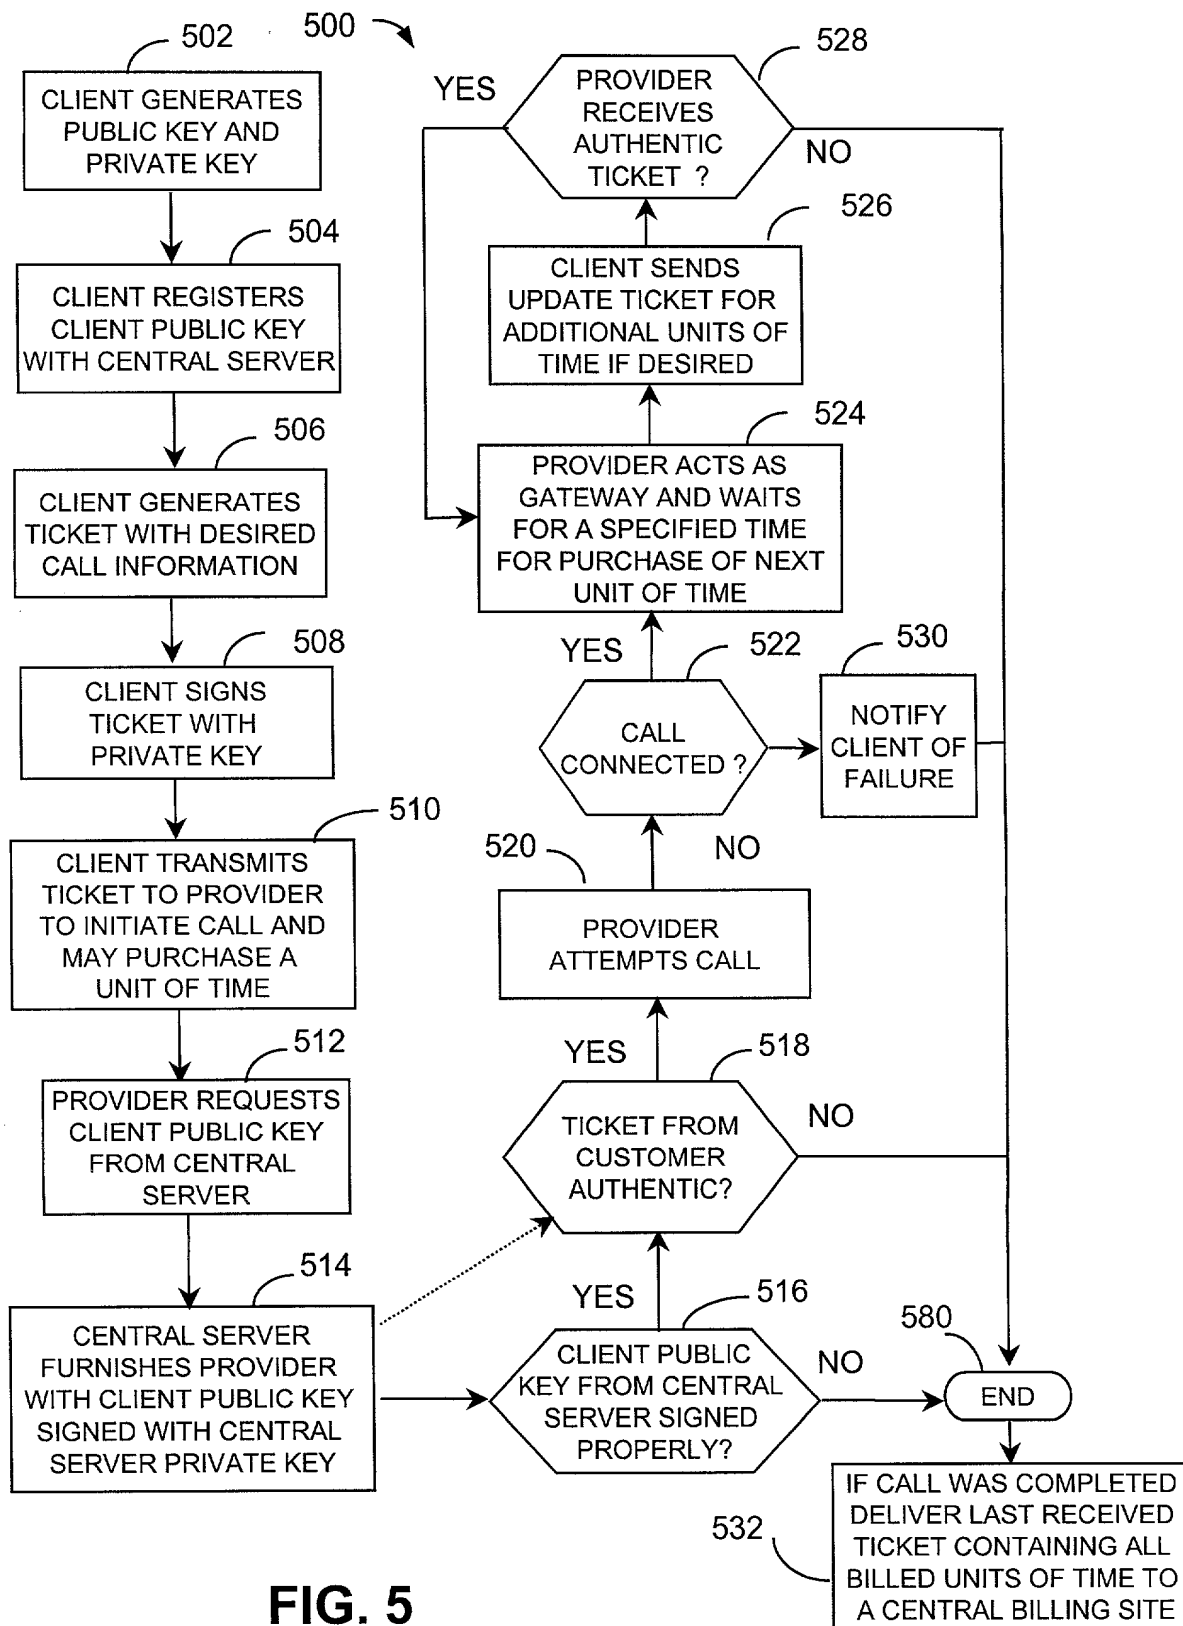 500
502
CLIENT GENERATES
PUBLIC KEY AND
PRIVATE KEY
504
CLIENT REGISTERS
CLIENT PUBLIC KEY
WITH CENTRAL SERVER
506
CLIENT GENERATES
TICKET WITH DESIRED
CALL INFORMATION
508
CLIENT SIGNS
TICKET WITH
PRIVATE KEY
510
CLIENT TRANSMITS
TICKET TO PROVIDER
TO INITIATE CALL AND
MAY PURCHASE A
UNIT OF TIME
512
PROVIDER REQUESTS
CLIENT PUBLIC KEY
FROM CENTRAL
SERVER
514
CENTRAL SERVER
FURNISHES PROVIDER
WITH CLIENT PUBLIC KEY
SIGNED WITH CENTRAL
SERVER PRIVATE KEY
516
CLIENT PUBLIC
KEY FROM CENTRAL
SERVER SIGNED
PROPERLY?
YES
NO
518
TICKET FROM
CUSTOMER
AUTHENTIC?
YES
NO
520
PROVIDER
ATTEMPTS CALL
522
CALL
CONNECTED ?
YES
NO
530
NOTIFY
CLIENT OF
FAILURE
524
PROVIDER ACTS AS
GATEWAY AND WAITS
FOR A SPECIFIED TIME
FOR PURCHASE OF NEXT
UNIT OF TIME
526
CLIENT SENDS
UPDATE TICKET FOR
ADDITIONAL UNITS OF
TIME IF DESIRED
528
PROVIDER
RECEIVES
AUTHENTIC
TICKET ?
YES
NO
580
END
532
IF CALL WAS COMPLETED
DELIVER LAST RECEIVED
TICKET CONTAINING ALL
BILLED UNITS OF TIME TO
A CENTRAL BILLING SITE
FIG. 5